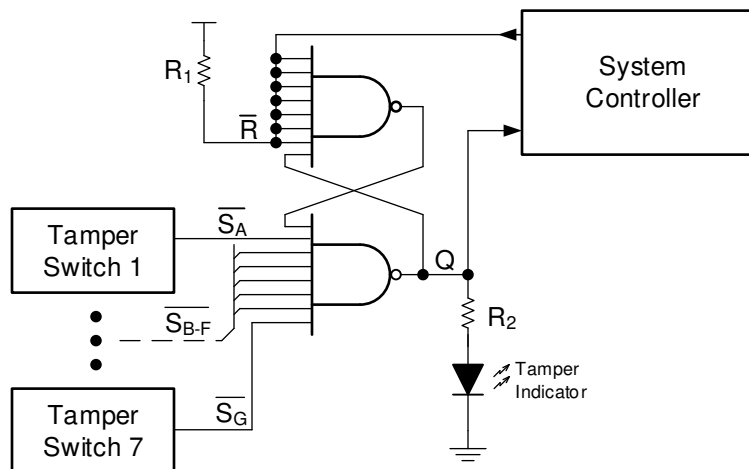 R1
R̅
System
Controller
Tamper
Switch 1
S̅A̅
S̅B̅-̅F̅
Q
R2
Tamper
Indicator
Tamper
Switch 7
S̅G̅